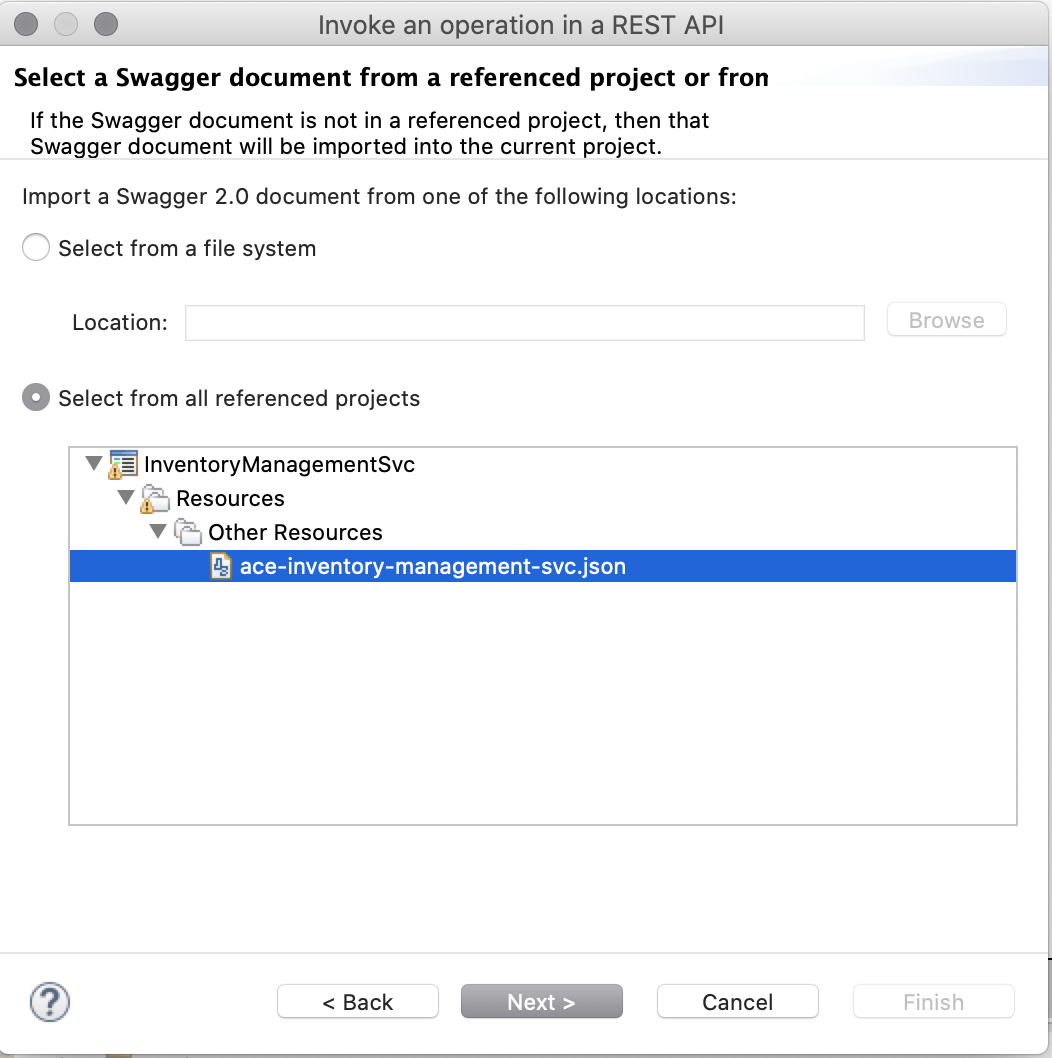 Invoke an operation in a REST API
Select a Swagger document from a referenced project or fron
If the Swagger document is not in a referenced project, then that
Swagger document will be imported into the current project.
Import a Swagger 2.0 document from one of the following locations:
Select from a file system
Location:
Browse
Select from all referenced projects
InventoryManagementSvc
Resources
Other Resources
ace-inventory-management-svc.json
?
< Back
Next >
Cancel
Finish